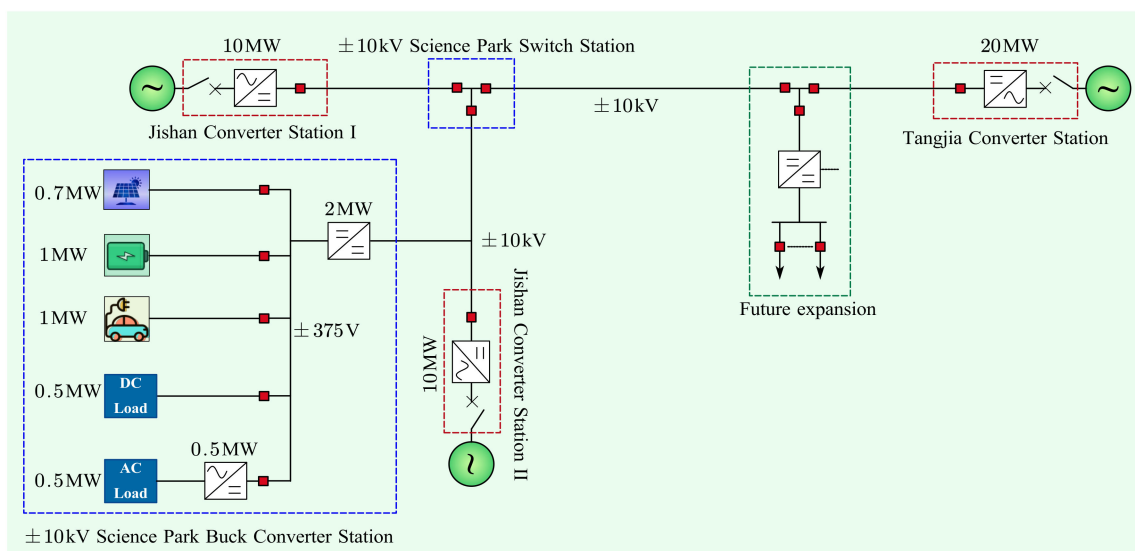 10MW
±10kV Science Park Switch Station
20MW
±10kV
Jishan Converter Station I
Tangjia Converter Station
0.7MW
2MW
1MW
±10kV
1MW
±375V
Future expansion
10MW
Jishan Converter Station II
0.5MW
DC
Load
0.5MW
0.5MW
AC
Load
±10kV Science Park Buck Converter Station